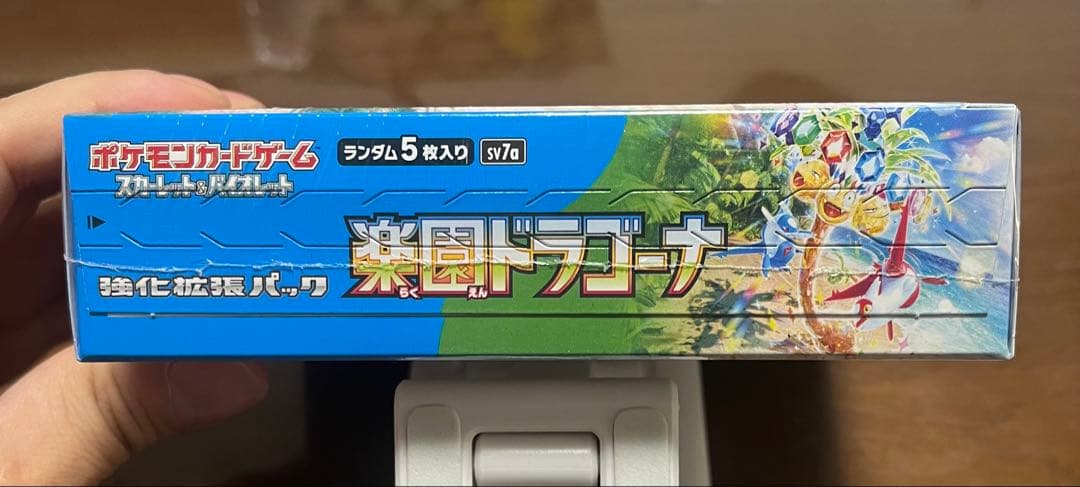 ポケモンカードゲーム
スカーレット&バイオレット
ランダム5枚入り
SV7a
強化拡張パック
楽園ドラゴーナ
らく えん